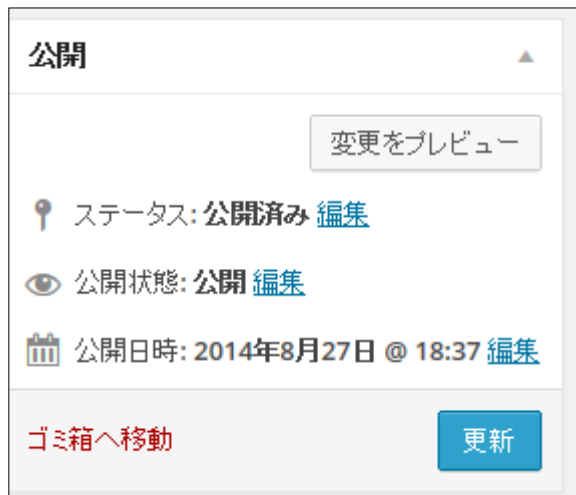 公開
変更をプレビュー
ステータス: 公開済み 編集
公開状態: 公開 編集
公開日時: 2014年8月27日 @ 18:37 編集
ゴミ箱へ移動 更新